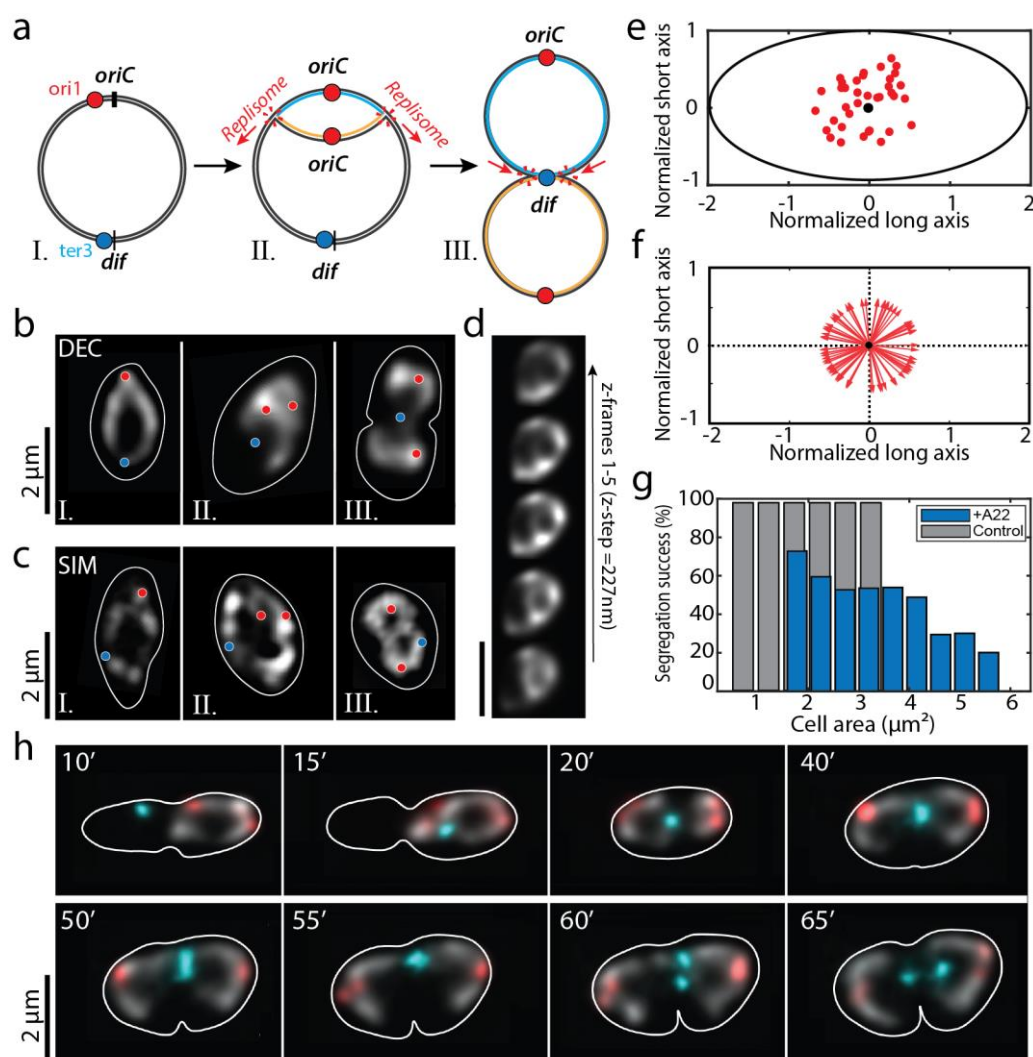 a
ori1
oriC
I.
ter3
dif
oriC
Replisome
Replisome
oriC
II.
dif
oriC
dif
III.
b
DEC
2 μm
I.
II.
III.
c
SIM
2 μm
I.
II.
III.
d
z-frames 1-5 (z-step =227nm)
e
Normalized short axis
1
0
-1
-2
-1
0
1
2
Normalized long axis
f
Normalized short axis
1
0
-1
-2
-1
0
1
2
Normalized long axis
g
Segregation success (%)
100
80
60
40
20
0
+A22
Control
1
2
3
4
5
6
Cell area (μm²)
h
10′
15′
20′
40′
2 μm
50′
55′
60′
65′